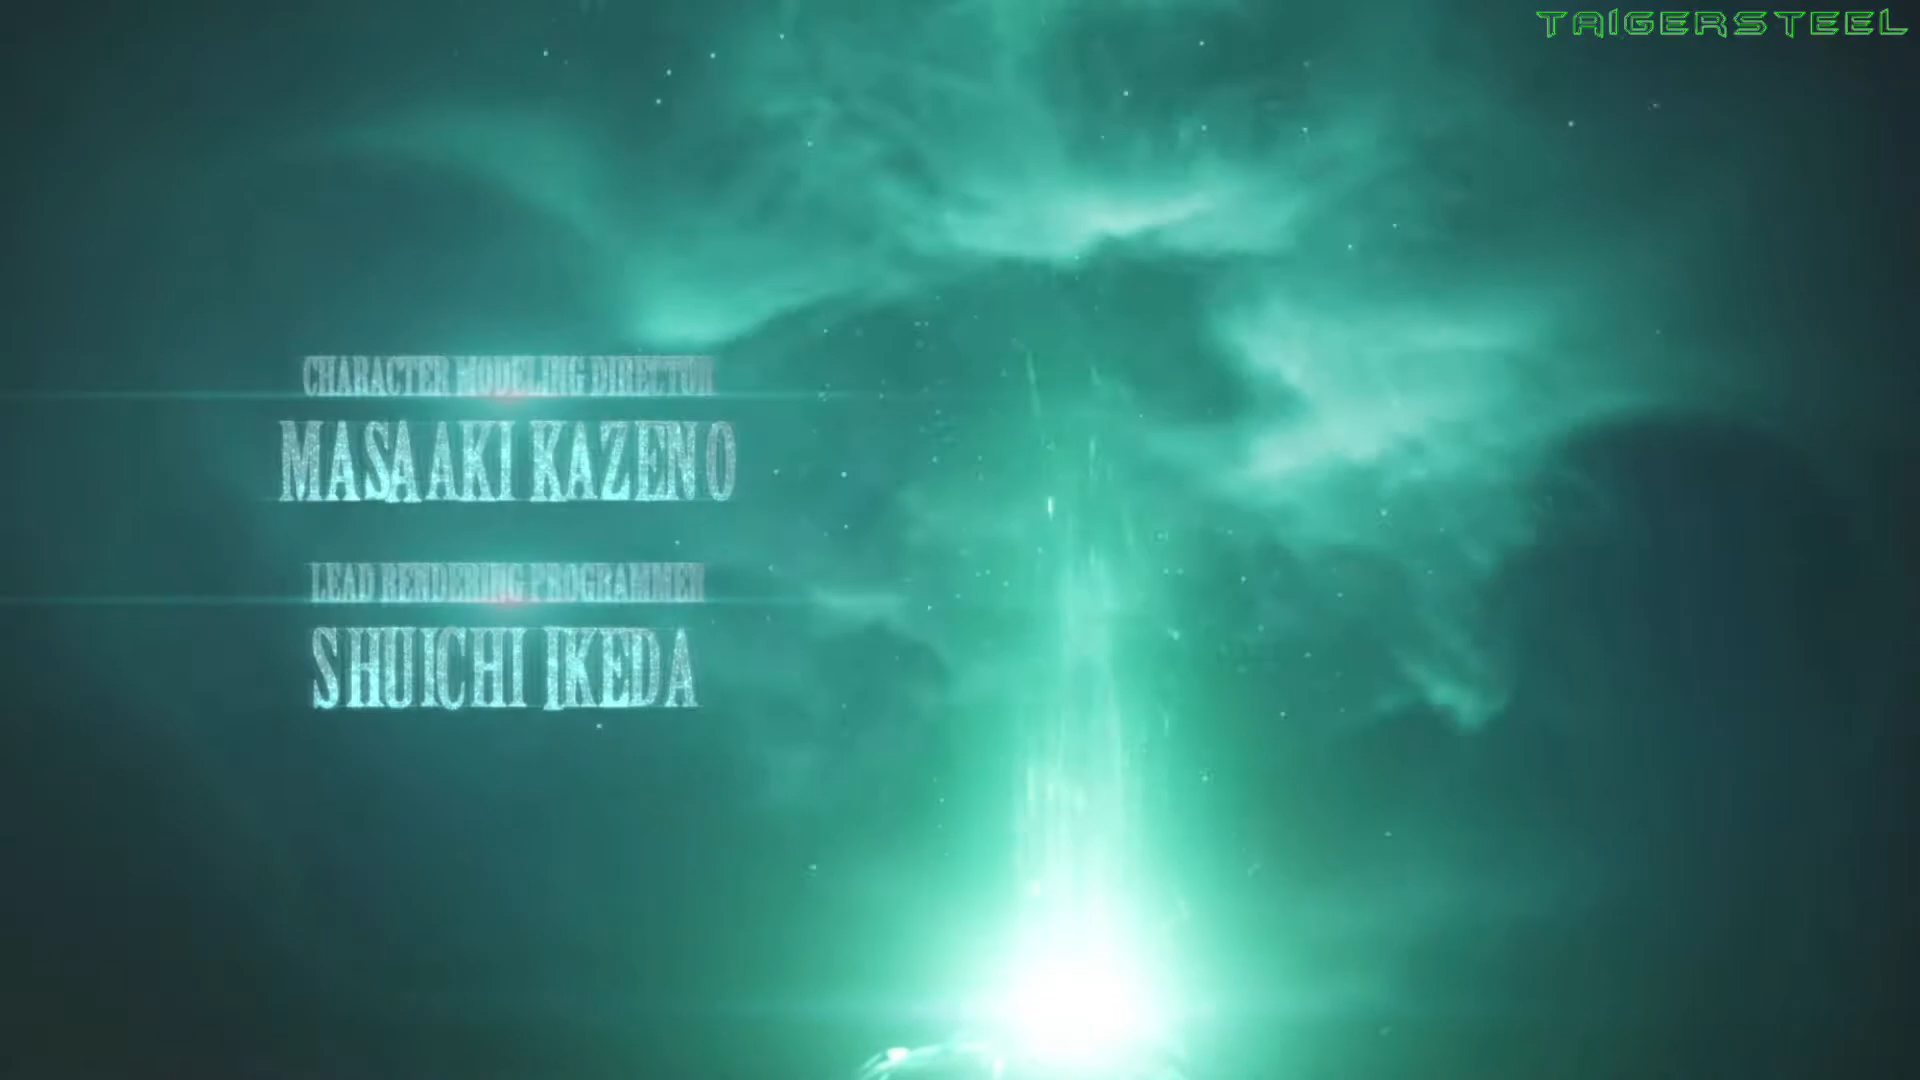 TAIGERSTEEL
CHARACTER MODELING DIRECTOR
MASAAKI KAZENO
LEAD RENDERING PROGRAMMER
SHUICHI IKEDA